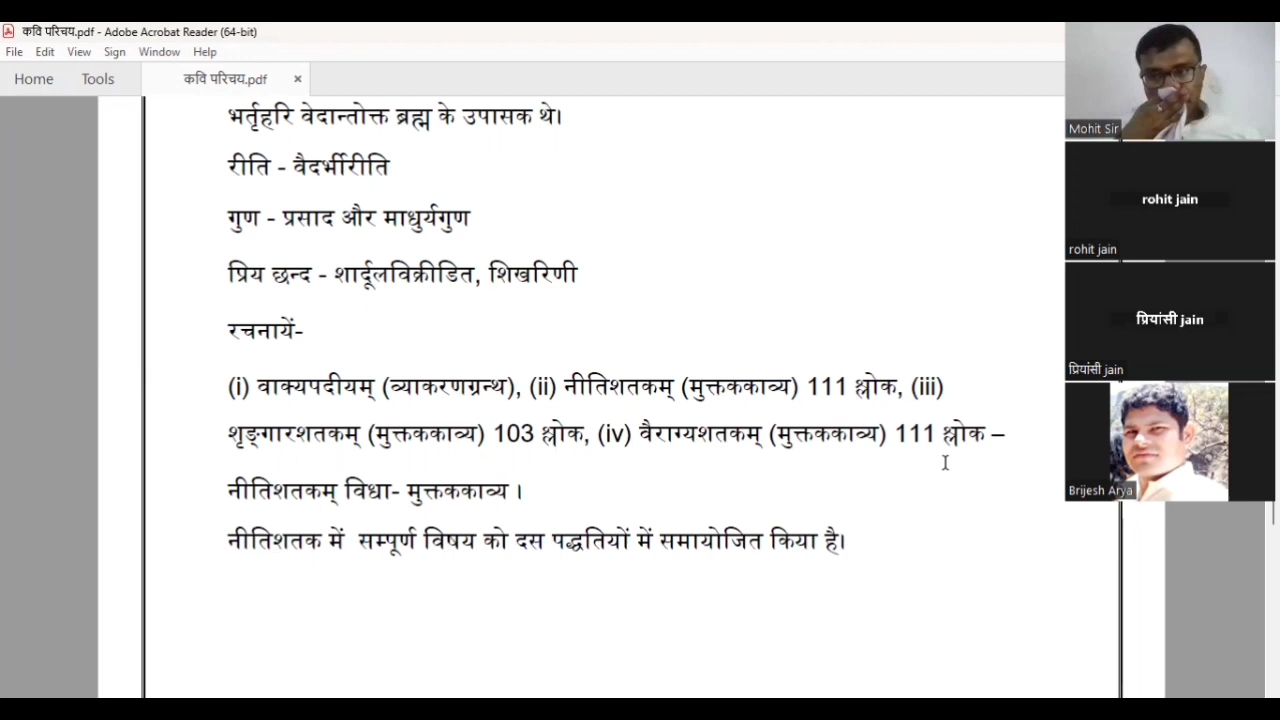 कवि परिचय.pdf - Adobe Acrobat Reader (64-bit)
File Edit View Sign Window Help
Home Tools कवि परिचय.pdf ×
भर्तृहरि वेदान्तोक्त ब्रह्म के उपासक थे।
रीति - वैदर्भीरीति
गुण - प्रसाद और माधुर्यगुण
प्रिय छन्द - शार्दूलविक्रीडित, शिखरिणी
रचनायें-
(i) वाक्यपदीयम् (व्याकरणग्रन्थ), (ii) नीतिशतकम् (मुक्तककाव्य) 111 श्लोक, (iii)
शृङ्गारशतकम् (मुक्तककाव्य) 103 श्लोक, (iv) वैराग्यशतकम् (मुक्तककाव्य) 111 श्लोक –
नीतिशतकम् विधा- मुक्तककाव्य ।
नीतिशतक में सम्पूर्ण विषय को दस पद्धतियों में समायोजित किया है।
Mohit Sir
rohit jain
rohit jain
प्रियांसी jain
प्रियांसी jain
Brijesh Arya